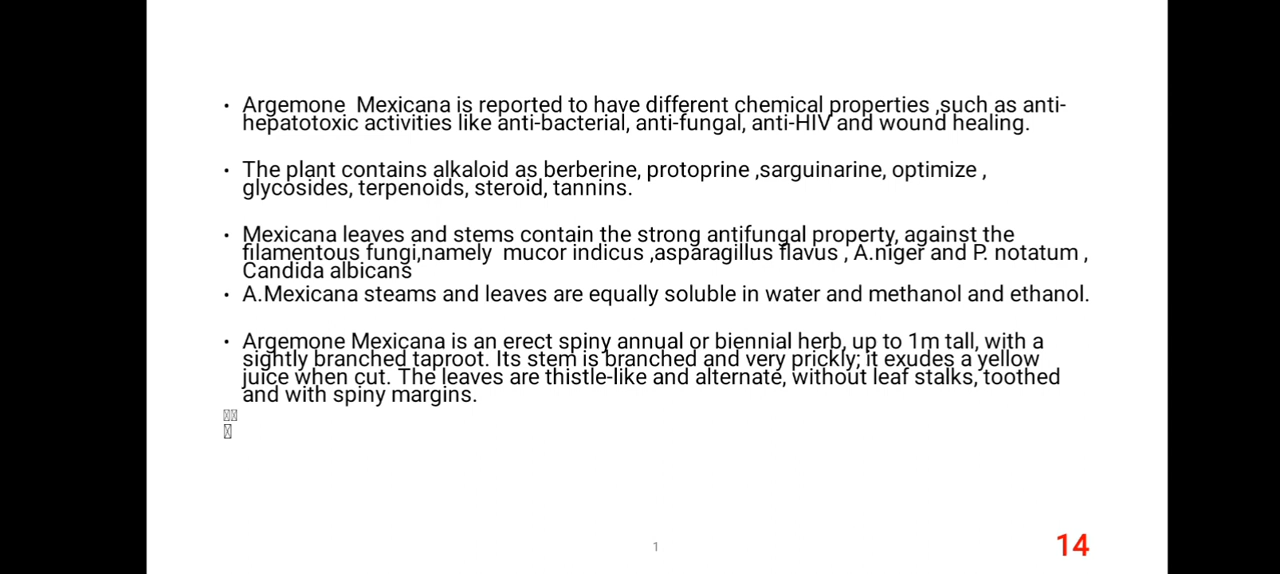 • Argemone  Mexicana is reported to have different chemical properties ,such as anti-
hepatotoxic activities like anti-bacterial, anti-fungal, anti-HIV and wound healing.
• The plant contains alkaloid as berberine, protoprine ,sarguinarine, optimize ,
glycosides, terpenoids, steroid, tannins.
• Mexicana leaves and stems contain the strong antifungal property, against the
filamentous fungi,namely  mucor indicus ,asparagillus flavus , A.niger and P. notatum ,
Candida albicans
• A.Mexicana steams and leaves are equally soluble in water and methanol and ethanol.
• Argemone Mexicana is an erect spiny annual or biennial herb, up to 1m tall, with a
sightly branched taproot. Its stem is branched and very prickly; it exudes a yellow
juice when cut. The leaves are thistle-like and alternate, without leaf stalks, toothed
and with spiny margins.
1
14